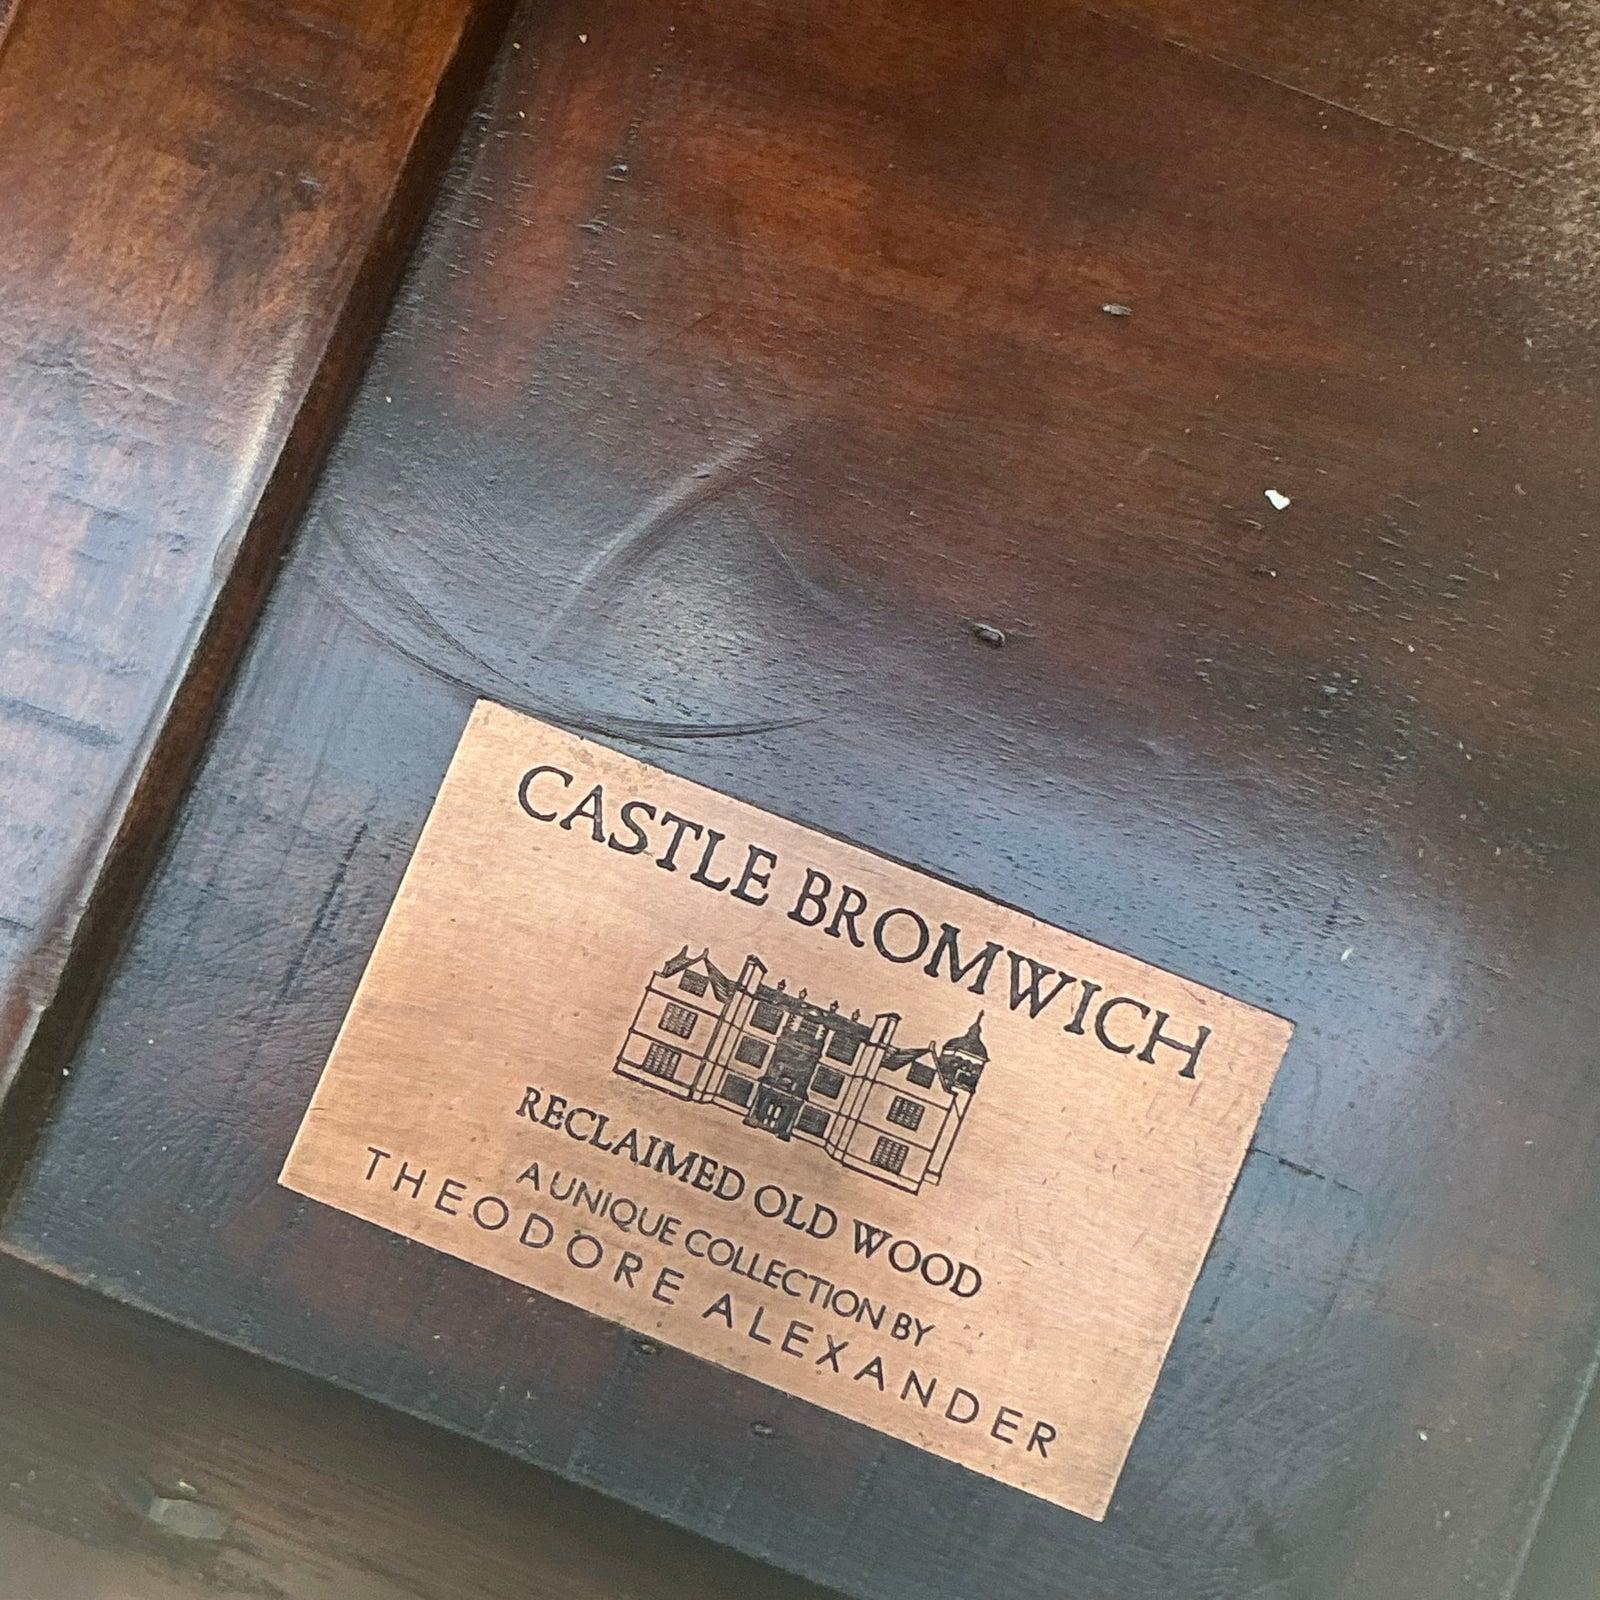 CASTLE BROMWICH
RECLAIMED OLD WOOD
A UNIQUE COLLECTION BY
THEODORE ALEXANDER